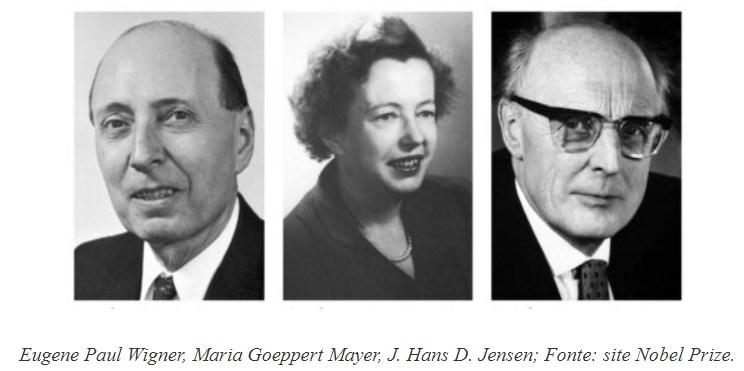 Eugene Paul Wigner, Maria Goeppert Mayer, J. Hans D. Jensen; Fonte: site Nobel Prize.